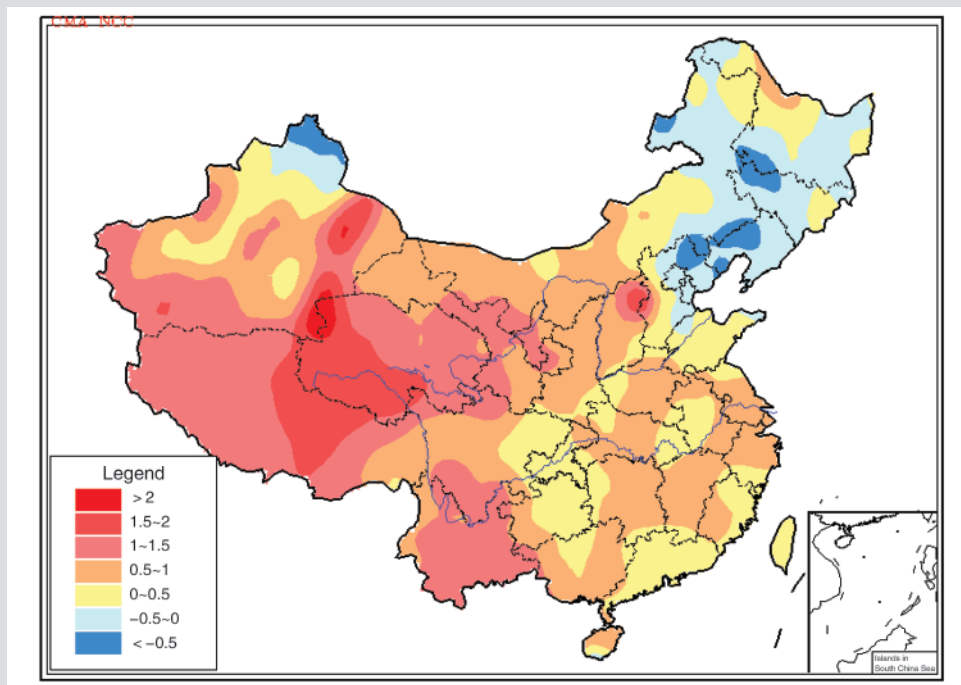 CMA NCC
Legend
> 2
1.5~2
1~1.5
0.5~1
0~0.5
−0.5~0
< −0.5
Islands in
South China Sea